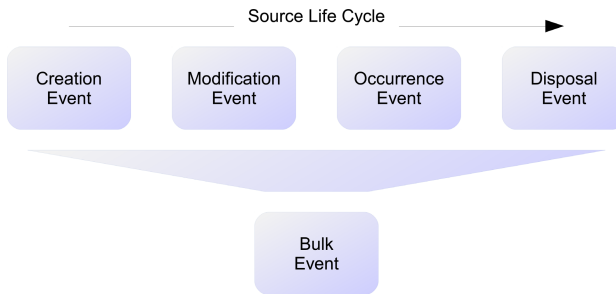 Source Life Cycle
Creation
Event
Modification
Event
Occurrence
Event
Disposal
Event
Bulk
Event